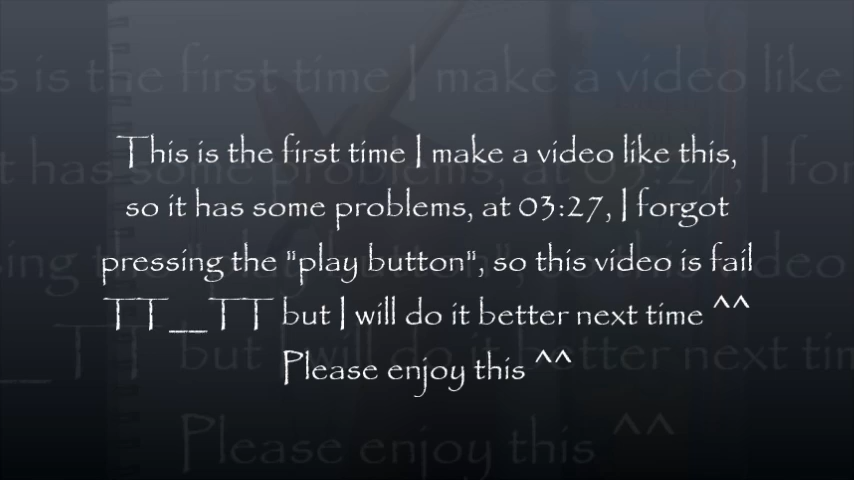 This is the first time I make a video like this,
so it has some problems, at 03:27, I forgot
pressing the "play button", so this video is fail
TT__TT but I will do it better next time ^^
Please enjoy this ^^